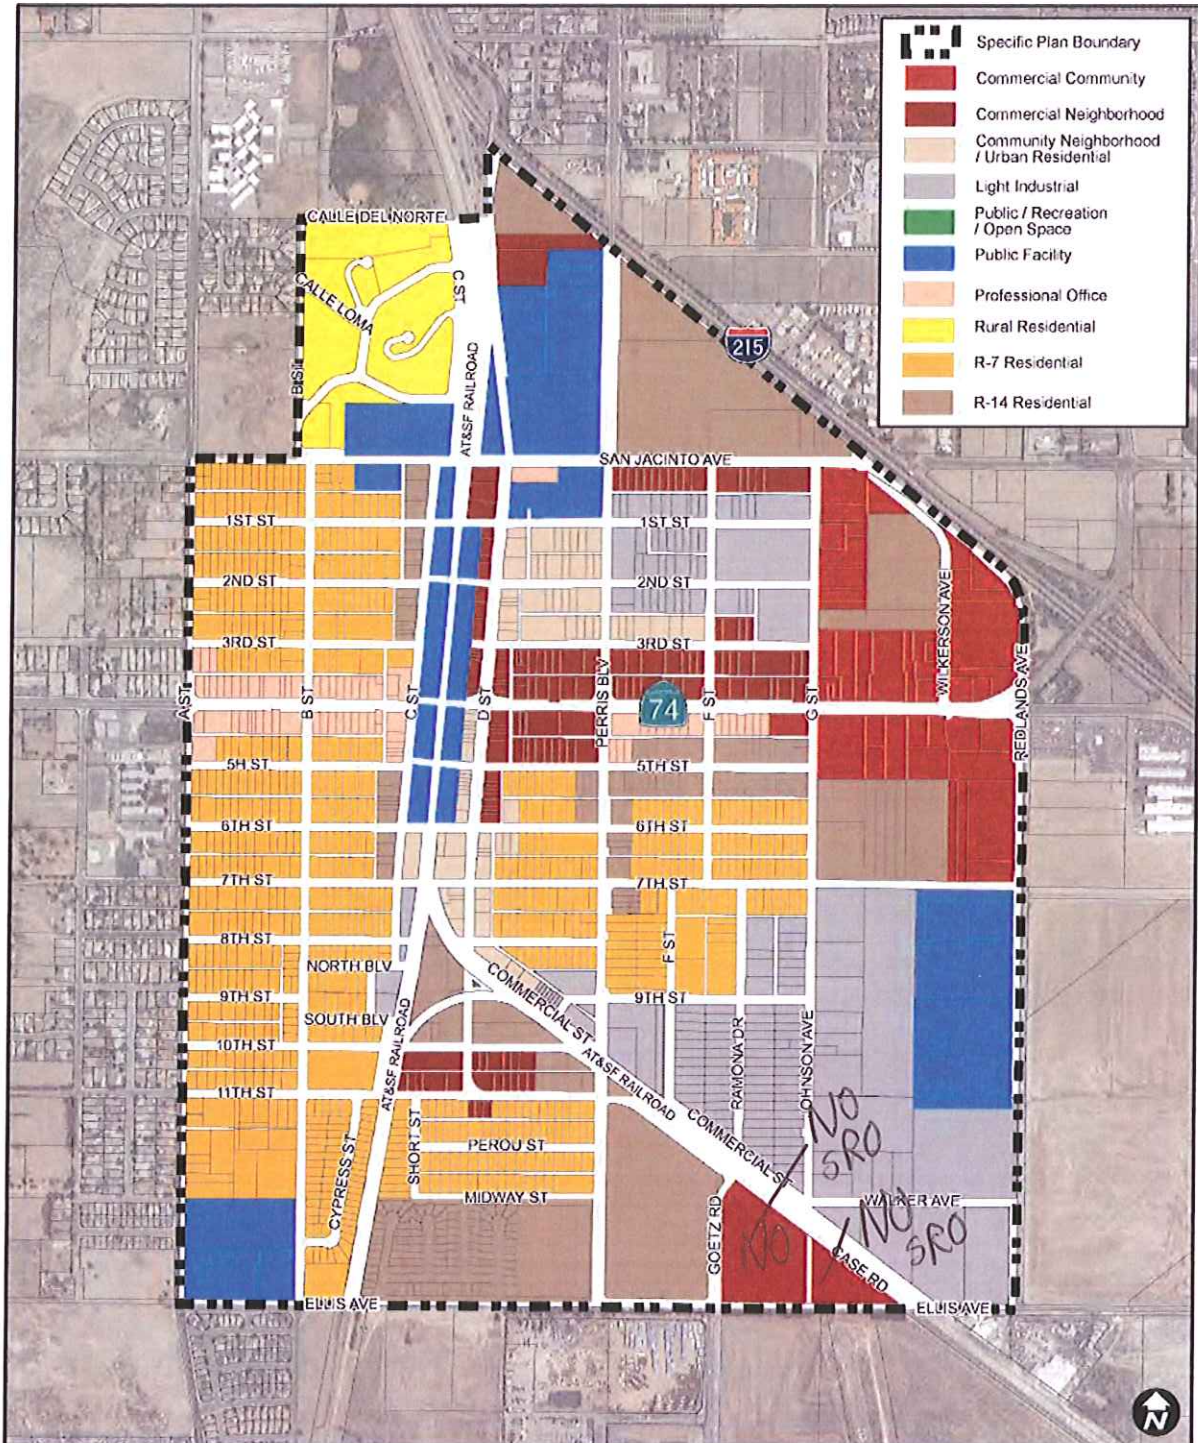 Specific Plan Boundary
Commercial Community
Commercial Neighborhood
Community Neighborhood
/ Urban Residential
Light Industrial
Public / Recreation
/ Open Space
Public Facility
Professional Office
Rural Residential
R-7 Residential
R-14 Residential
CALLE DEL NORTE
CALLE LOMA
C ST
B ST
AT&SF RAILROAD
215
SAN JACINTO AVE
1ST ST
1ST ST
2ND ST
2ND ST
3RD ST
3RD ST
WILKERSON AVE
REDLANDS AVE
A ST
B ST
C ST
D ST
PERRIS BLV
74
F ST
G ST
5H ST
5TH ST
6TH ST
6TH ST
7TH ST
7TH ST
8TH ST
F ST
NORTH BLV
COMMERCIAL ST
9TH ST
9TH ST
SOUTH BLV
10TH ST
AT&SF RAILROAD
AT&SF RAILROAD
RAMONA DR
OHNSON AVE
11TH ST
COMMERCIAL ST
NO
SRO
CYPRESS ST
SHORT ST
PEROU ST
MIDWAY ST
WALKER AVE
GOETZ RD
NO
NO
SRO
CASE RD
ELLIS AVE
ELLIS AVE
N